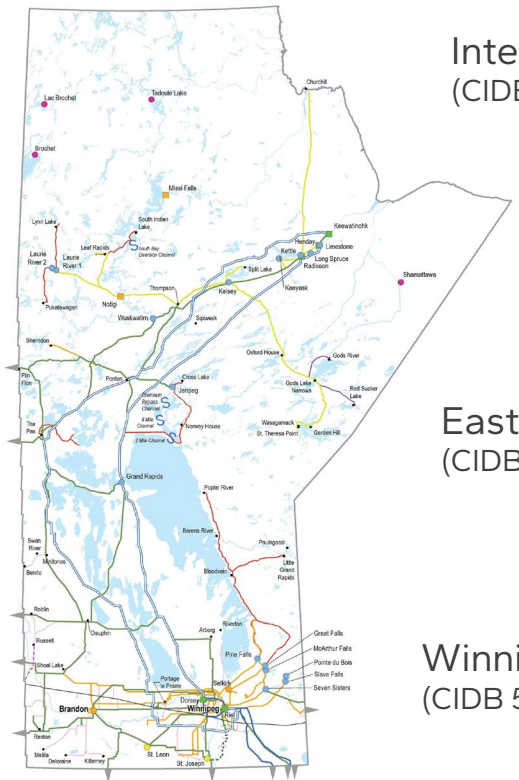 Inte
(CIDB
Churchill
Lac Brochet
Tadoule Lake
Brochet
Missi Falls
Lynn Lake
South Indian
Lake
Keewatinohk
Laurie
River 2
Laurie
River 1
Leaf Rapids
South Bay
Diversion Channel
Henday
Limestone
Kettle
Long Spruce
Radisson
Split Lake
Keeyask
Shamattawa
Thompson
Kelsey
Notigi
Pukatawagan
Wuskwatim
Sipiwesk
Sherridon
Oxford House
Gods River
Flin
Flon
Ponton
Cross Lake
Jenpeg
Gods Lake
Narrows
Red Sucker
Lake
Bypass
Channel
8 Mile
Channel
2 Mile Channel
Norway House
Wasagamack
St. Theresa Point
Garden Hill
East
(CIDB
The
Pas
Grand Rapids
Poplar River
Berens River
Pauingassi
Little
Grand
Rapids
Swan
River
Minitonas
Benito
Bloodvein
Roblin
Dauphin
Arborg
Riverton
Great Falls
McArthur Falls
Pine Falls
Pointe du Bois
Slave Falls
Seven Sisters
Winni
(CIDB 5
Russell
Shoal Lake
Portage
la Prairie
Selkirk
Dorsey
Brandon
Winnipeg
Riel
Reston
Melita
Deloraine
Killarney
St. Leon
St. Joseph